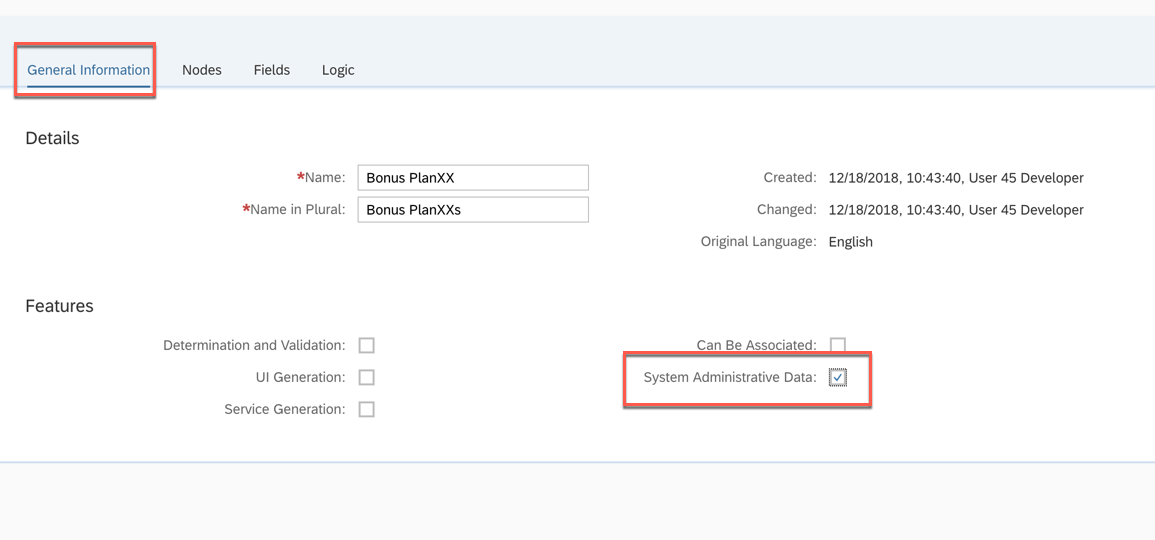 General Information Nodes Fields Logic
Details
*Name: Bonus PlanXX Created: 12/18/2018, 10:43:40, User 45 Developer
*Name in Plural: Bonus PlanXXs Changed: 12/18/2018, 10:43:40, User 45 Developer
Original Language: English
Features
Determination and Validation: Can Be Associated:
UI Generation: System Administrative Data:
Service Generation: